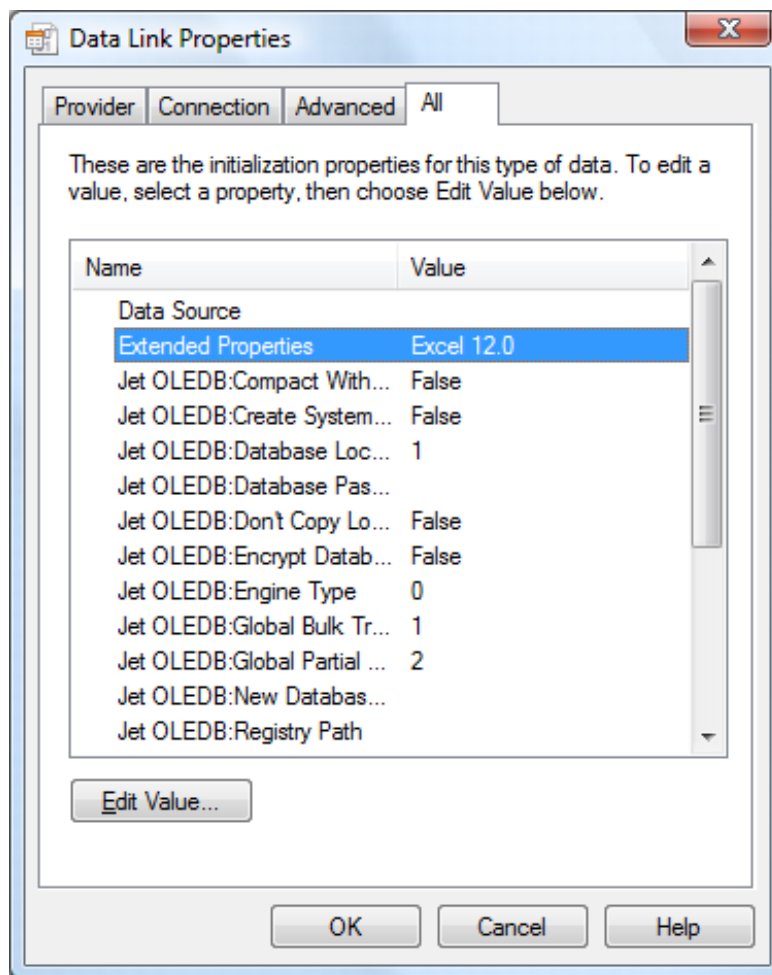 Data Link Properties
Provider Connection Advanced All
These are the initialization properties for this type of data. To edit a
value, select a property, then choose Edit Value below.
Name Value
Data Source
Extended Properties Excel 12.0
Jet OLEDB:Compact With... False
Jet OLEDB:Create System... False
Jet OLEDB:Database Loc... 1
Jet OLEDB:Database Pas...
Jet OLEDB:Don't Copy Lo... False
Jet OLEDB:Encrypt Datab... False
Jet OLEDB:Engine Type 0
Jet OLEDB:Global Bulk Tr... 1
Jet OLEDB:Global Partial ... 2
Jet OLEDB:New Databas...
Jet OLEDB:Registry Path
Edit Value...
OK Cancel Help